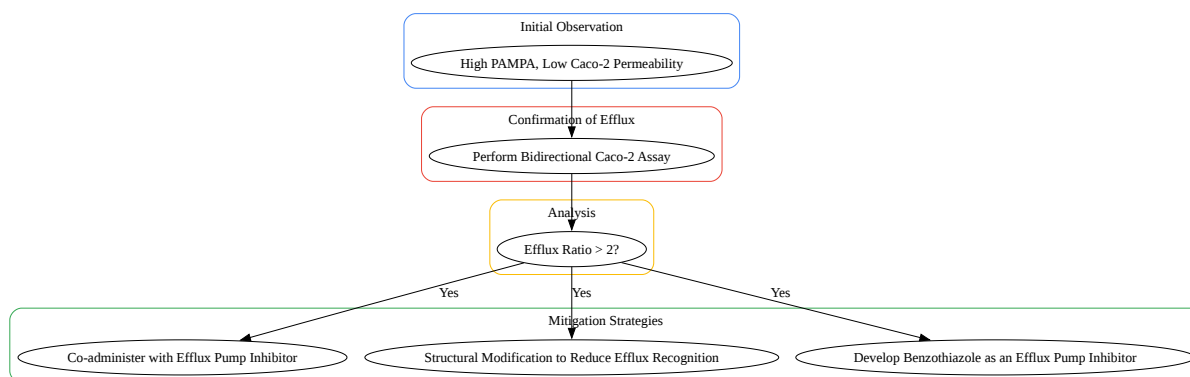 Initial Observation
High PAMPA, Low Caco-2 Permeability
Confirmation of Efflux
Perform Bidirectional Caco-2 Assay
Analysis
Efflux Ratio > 2?
Yes
Yes
Yes
Mitigation Strategies
Co-administer with Efflux Pump Inhibitor
Structural Modification to Reduce Efflux Recognition
Develop Benzothiazole as an Efflux Pump Inhibitor